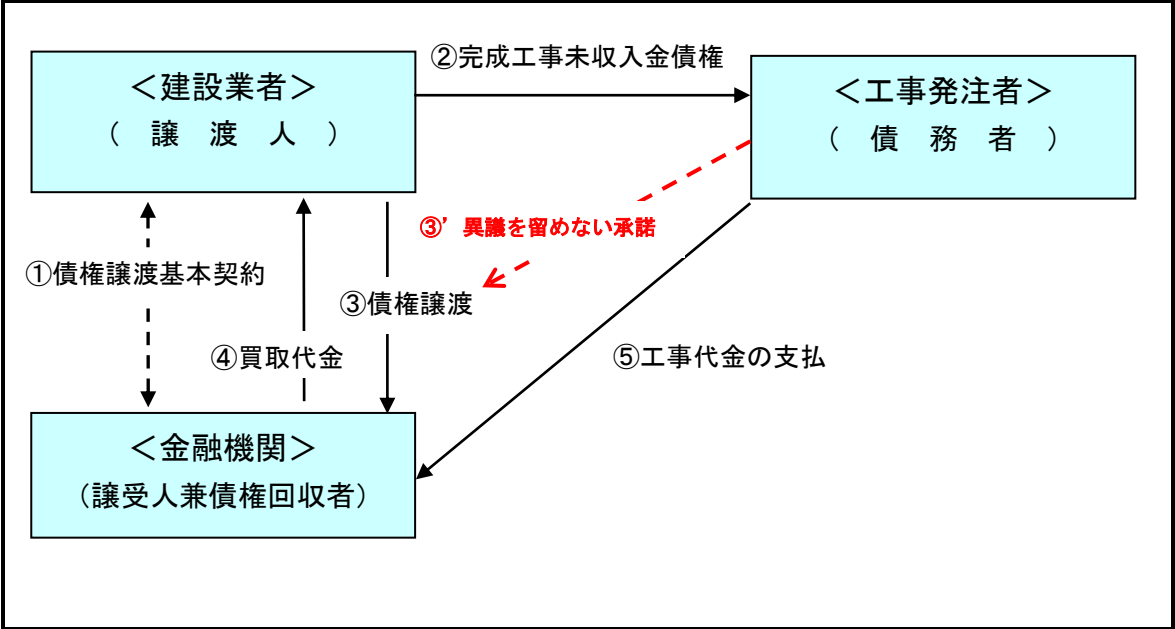 ②完成工事未収入金債権
＜建設業者＞
（　譲　渡　人　）
＜工事発注者＞
（　債　務　者　）
③’異議を留めない承諾
①債権譲渡基本契約
③債権譲渡
④買取代金
⑤工事代金の支払
＜金融機関＞
（譲受人兼債権回収者）